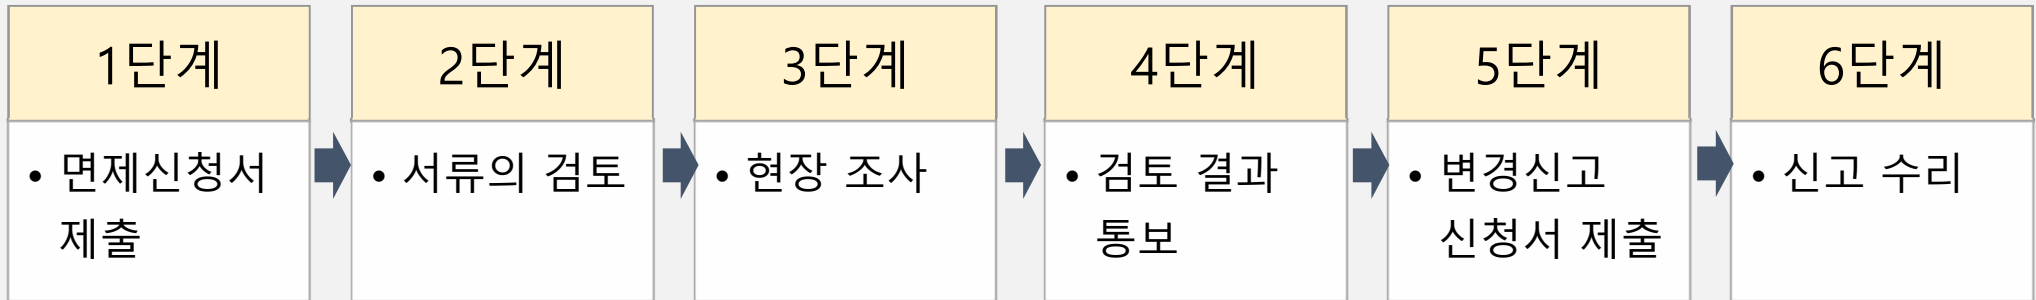 1단계
• 면제신청서
제출
2단계
• 서류의 검토
3단계
• 현장 조사
4단계
• 검토 결과
통보
5단계
• 변경신고
신청서 제출
6단계
• 신고 수리